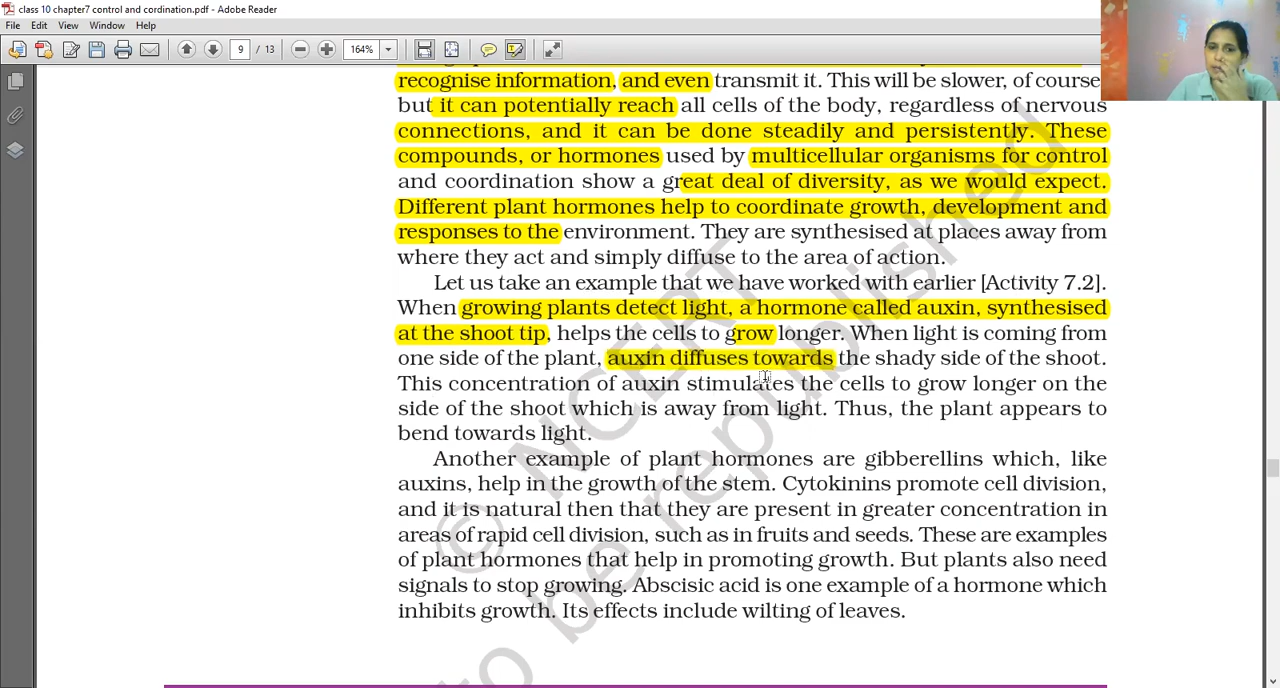 class 10 chapter7 control and cordination.pdf - Adobe Reader
File Edit View Window Help
9 / 13 164%
recognise information, and even transmit it. This will be slower, of course
but it can potentially reach all cells of the body, regardless of nervous
connections, and it can be done steadily and persistently. These
compounds, or hormones used by multicellular organisms for control
and coordination show a great deal of diversity, as we would expect.
Different plant hormones help to coordinate growth, development and
responses to the environment. They are synthesised at places away from
where they act and simply diffuse to the area of action.
Let us take an example that we have worked with earlier [Activity 7.2].
When growing plants detect light, a hormone called auxin, synthesised
at the shoot tip, helps the cells to grow longer. When light is coming from
one side of the plant, auxin diffuses towards the shady side of the shoot.
This concentration of auxin stimulates the cells to grow longer on the
side of the shoot which is away from light. Thus, the plant appears to
bend towards light.
Another example of plant hormones are gibberellins which, like
auxins, help in the growth of the stem. Cytokinins promote cell division,
and it is natural then that they are present in greater concentration in
areas of rapid cell division, such as in fruits and seeds. These are examples
of plant hormones that help in promoting growth. But plants also need
signals to stop growing. Abscisic acid is one example of a hormone which
inhibits growth. Its effects include wilting of leaves.
© NCERT
to be republished